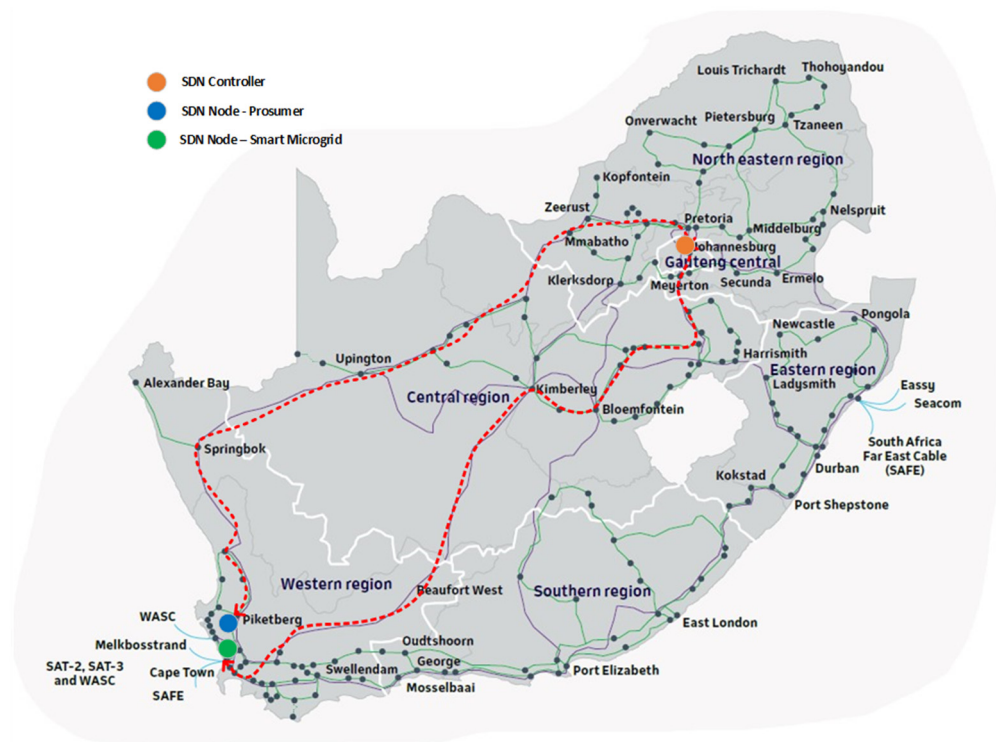 SDN Controller
SDN Node - Prosumer
SDN Node – Smart Microgrid
Louis Trichardt
Thohoyandou
Onverwacht
Pietersburg
Tzaneen
North eastern region
Kopfontein
Zeerust
Pretoria
Nelspruit
Middelburg
Mmabatho
Johannesburg
Gauteng central
Klerksdorp
Meyerton
Secunda
Ermelo
Newcastle
Pongola
Upington
Harrismith
Eastern region
Alexander Bay
Central region
Kimberley
Ladysmith
Eassy
Seacom
Bloemfontein
Springbok
South Africa
Far East Cable
(SAFE)
Durban
Kokstad
Port Shepstone
Western region
Beaufort West
Southern region
WASC
Piketberg
East London
Melkbosstrand
Oudtshoorn
SAT-2, SAT-3
and WASC
Cape Town
Swellendam
George
Port Elizabeth
SAFE
Mosselbaai